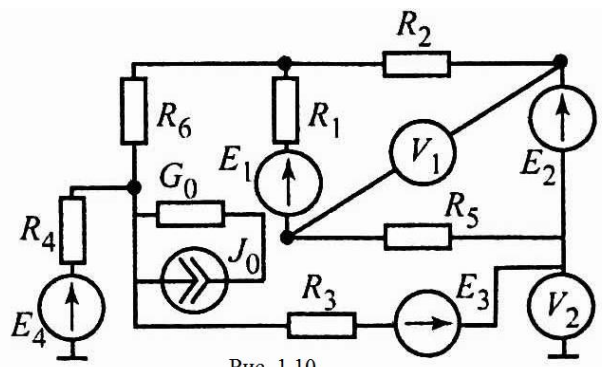 R₂
R₆
R₁
G₀
E₁
V₁
E₂
R₄
J₀
R₅
E₄
R₃
E₃
V₂
Рис. 1.10